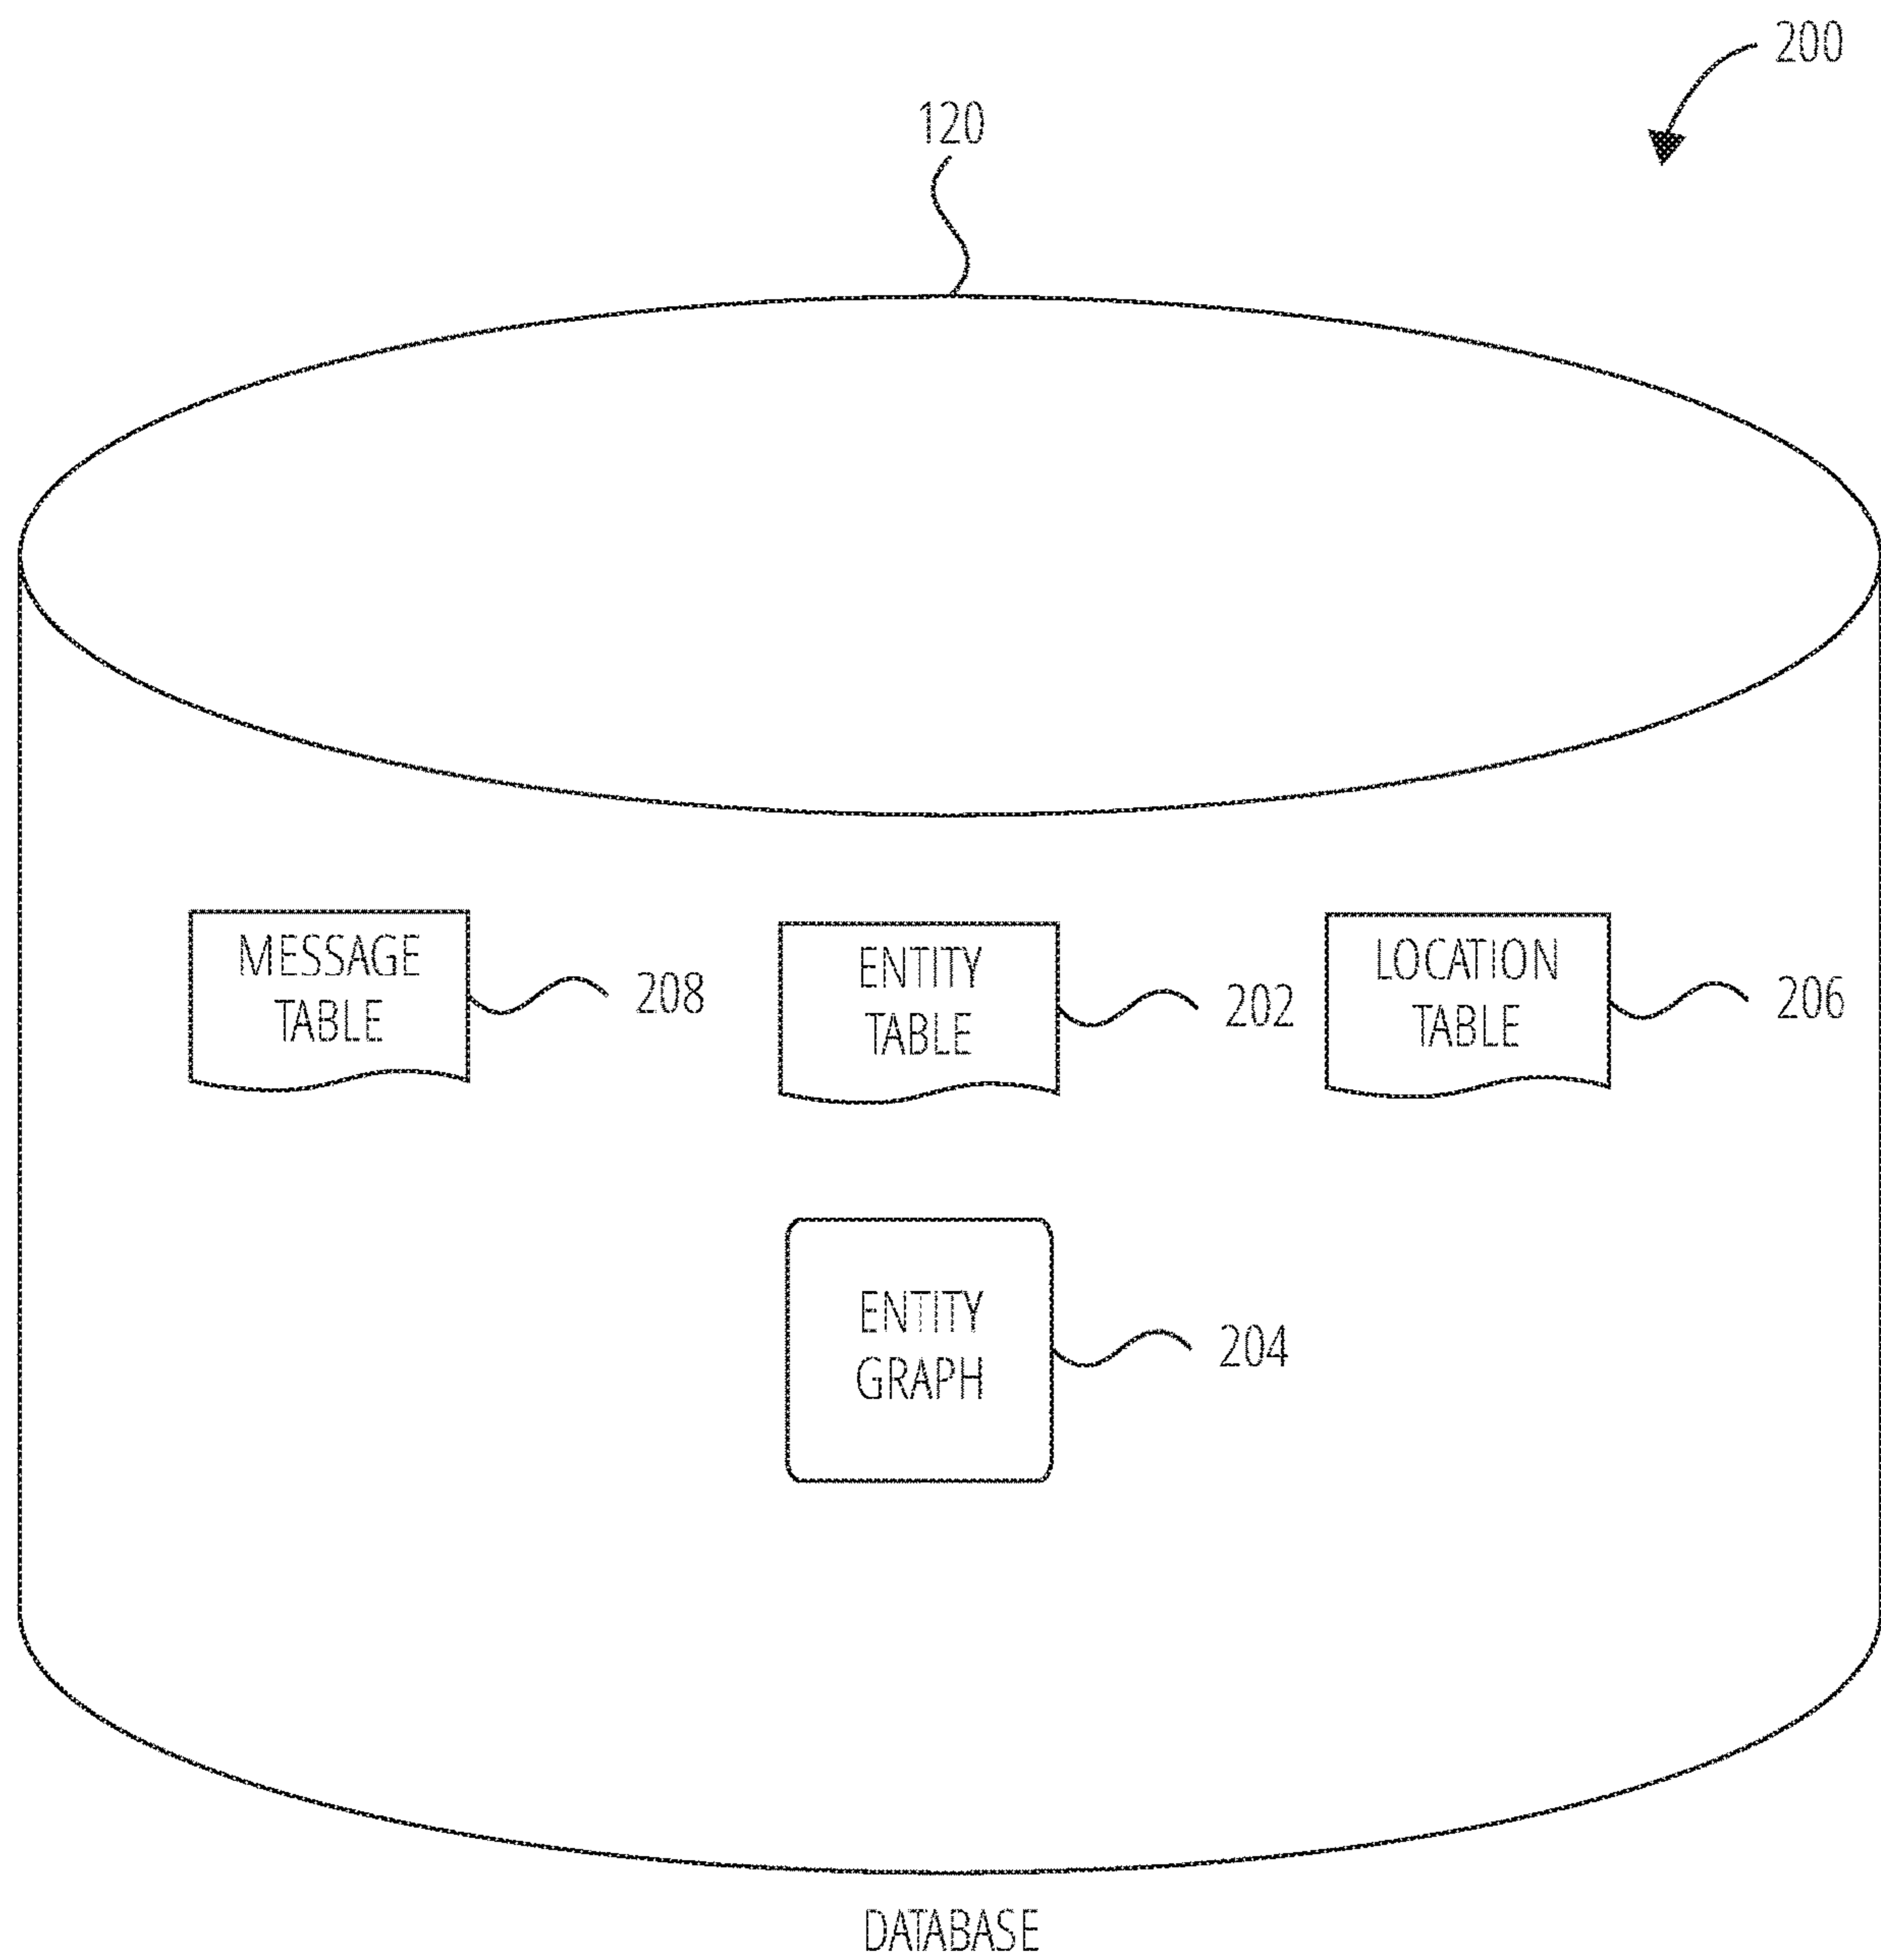 200
120
MESSAGE
TABLE
208
ENTITY
TABLE
202
LOCATION
TABLE
206
ENTITY
GRAPH
204
DATABASE